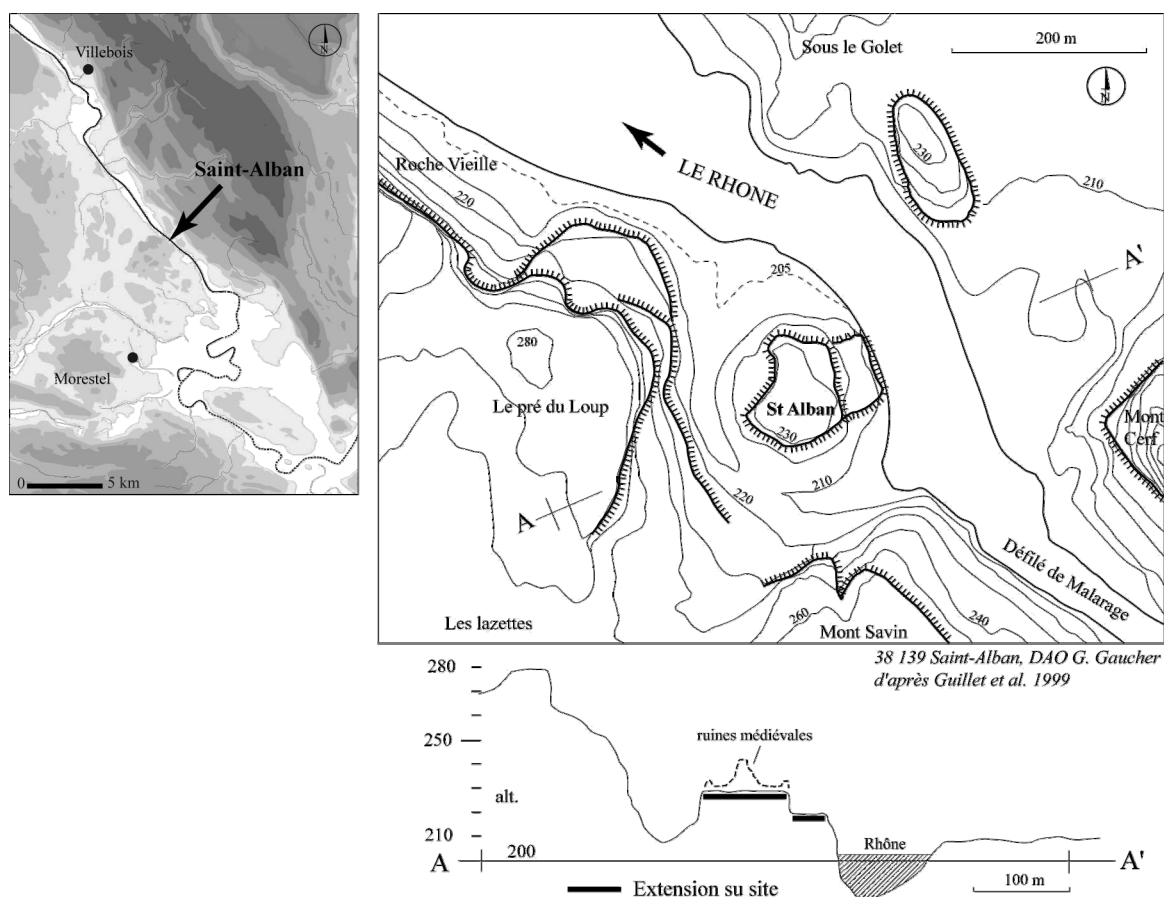 Villebois
N
Saint-Alban
Morestel
0 5 km
Sous le Golet
200 m
N
Roche Vieille
LE RHONE
220
230
210
205
A'
280
Le pré du Loup
St Alban
230
Mont
Cerf
A
220
210
Défilé de Malarage
Les lazettes
260
240
Mont Savin
38 139 Saint-Alban, DAO G. Gaucher
d'après Guillet et al. 1999
280
250
alt.
210
ruines médiévales
A 200 Rhône A'
100 m
Extension su site